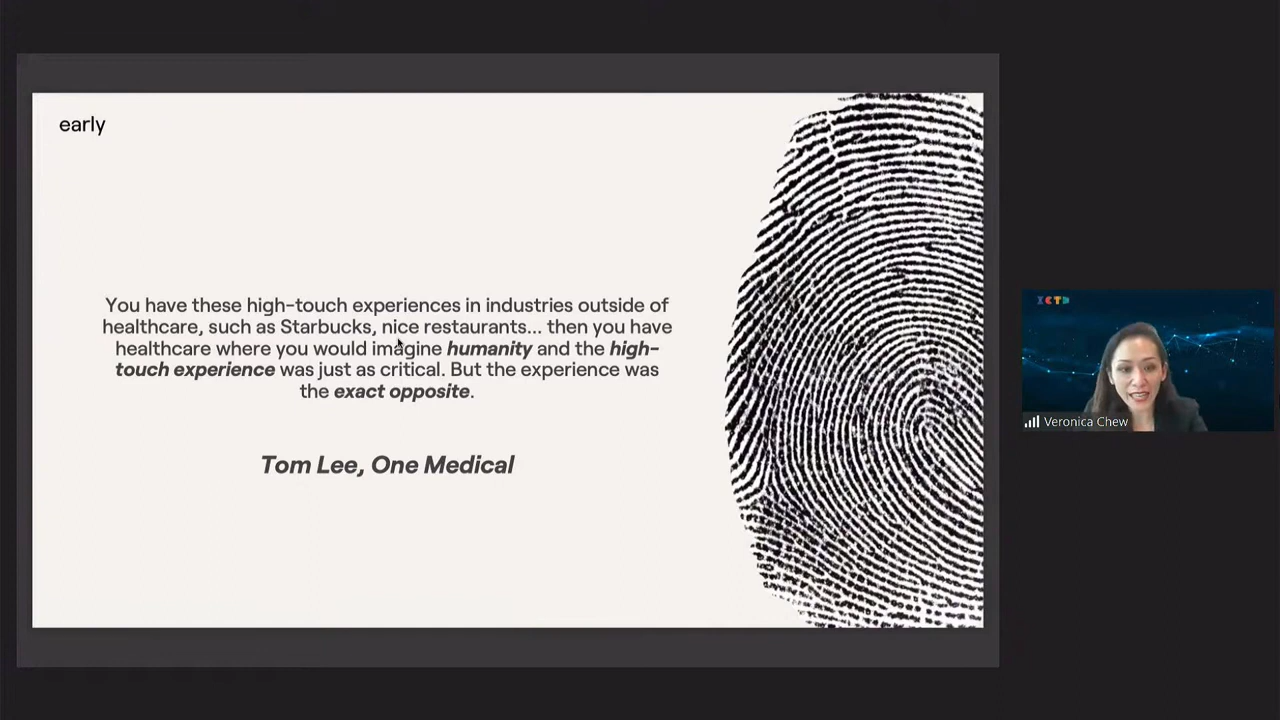 early
You have these high-touch experiences in industries outside of
healthcare, such as Starbucks, nice restaurants... then you have
healthcare where you would imagine humanity and the high-
touch experience was just as critical. But the experience was
the exact opposite.
Tom Lee, One Medical
ICTD
Veronica Chew